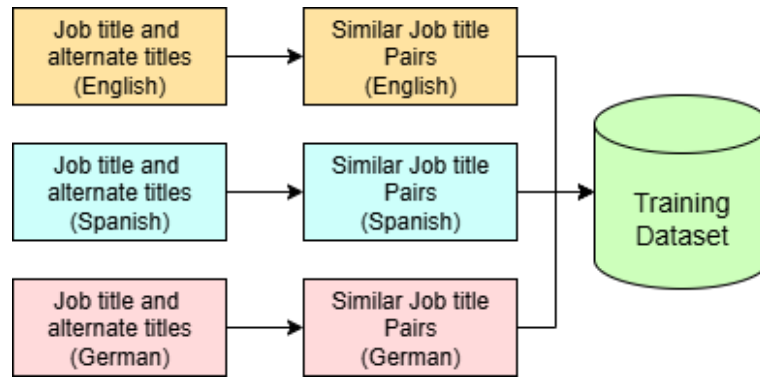 Job title and
alternate titles
(English)
Similar Job title
Pairs
(English)
Job title and
alternate titles
(Spanish)
Similar Job title
Pairs
(Spanish)
Training
Dataset
Job title and
alternate titles
(German)
Similar Job title
Pairs
(German)